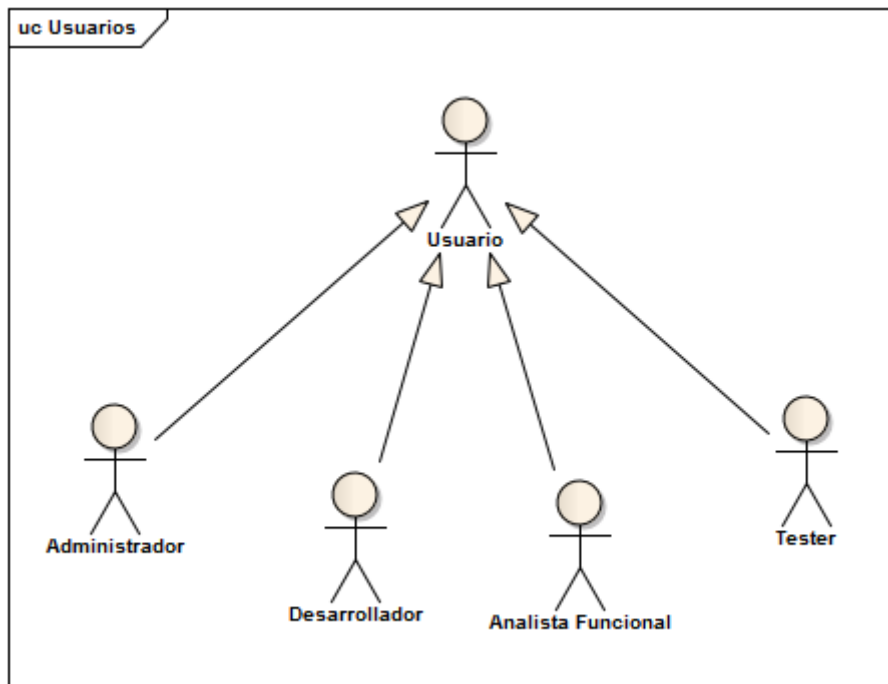 uc Usuarios
Usuario
Administrador
Desarrollador
Analista Funcional
Tester